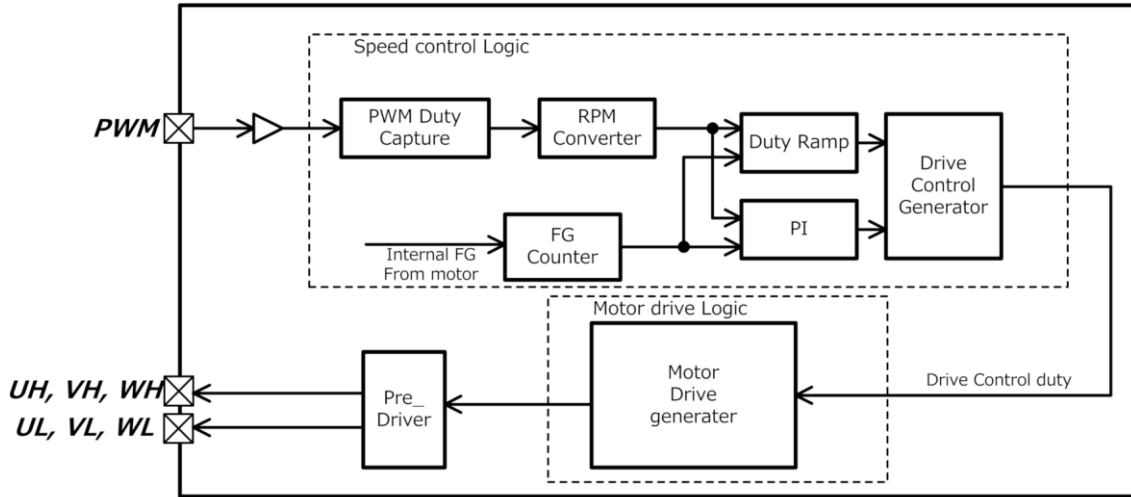 Speed control Logic
PWM
PWM Duty
Capture
RPM
Converter
Duty Ramp
Drive
Control
Generator
PI
FG
Counter
Internal FG
From motor
Motor drive Logic
Motor
Drive
generater
Drive Control duty
Pre_
Driver
UH, VH, WH
UL, VL, WL